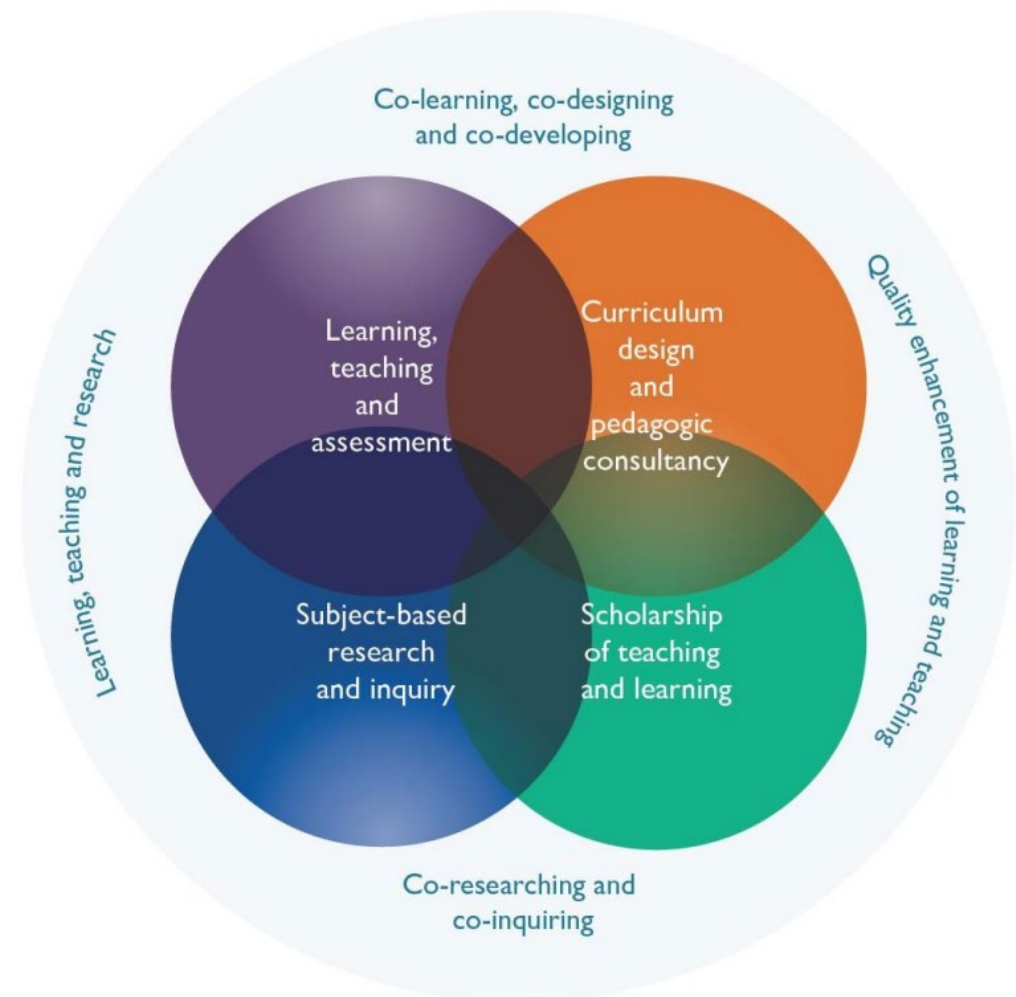 Co-learning, co-designing
and co-developing
Learning,
teaching
and
assessment
Curriculum
design
and
pedagogic
consultancy
Learning, teaching and research
Quality enhancement of learning and teaching
Subject-based
research
and inquiry
Scholarship
of teaching
and learning
Co-researching and
co-inquiring